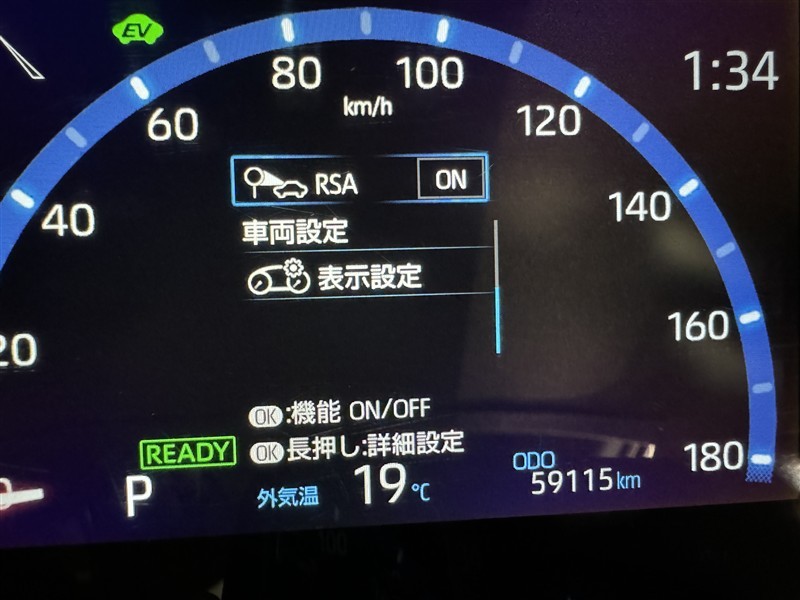 EV
80
100
1:34
km/h
60
120
RSA ON
40
140
車両設定
表示設定
160
20
OK:機能 ON/OFF
READY
OK長押し:詳細設定
180
P
外気温 19℃
ODO
59115km